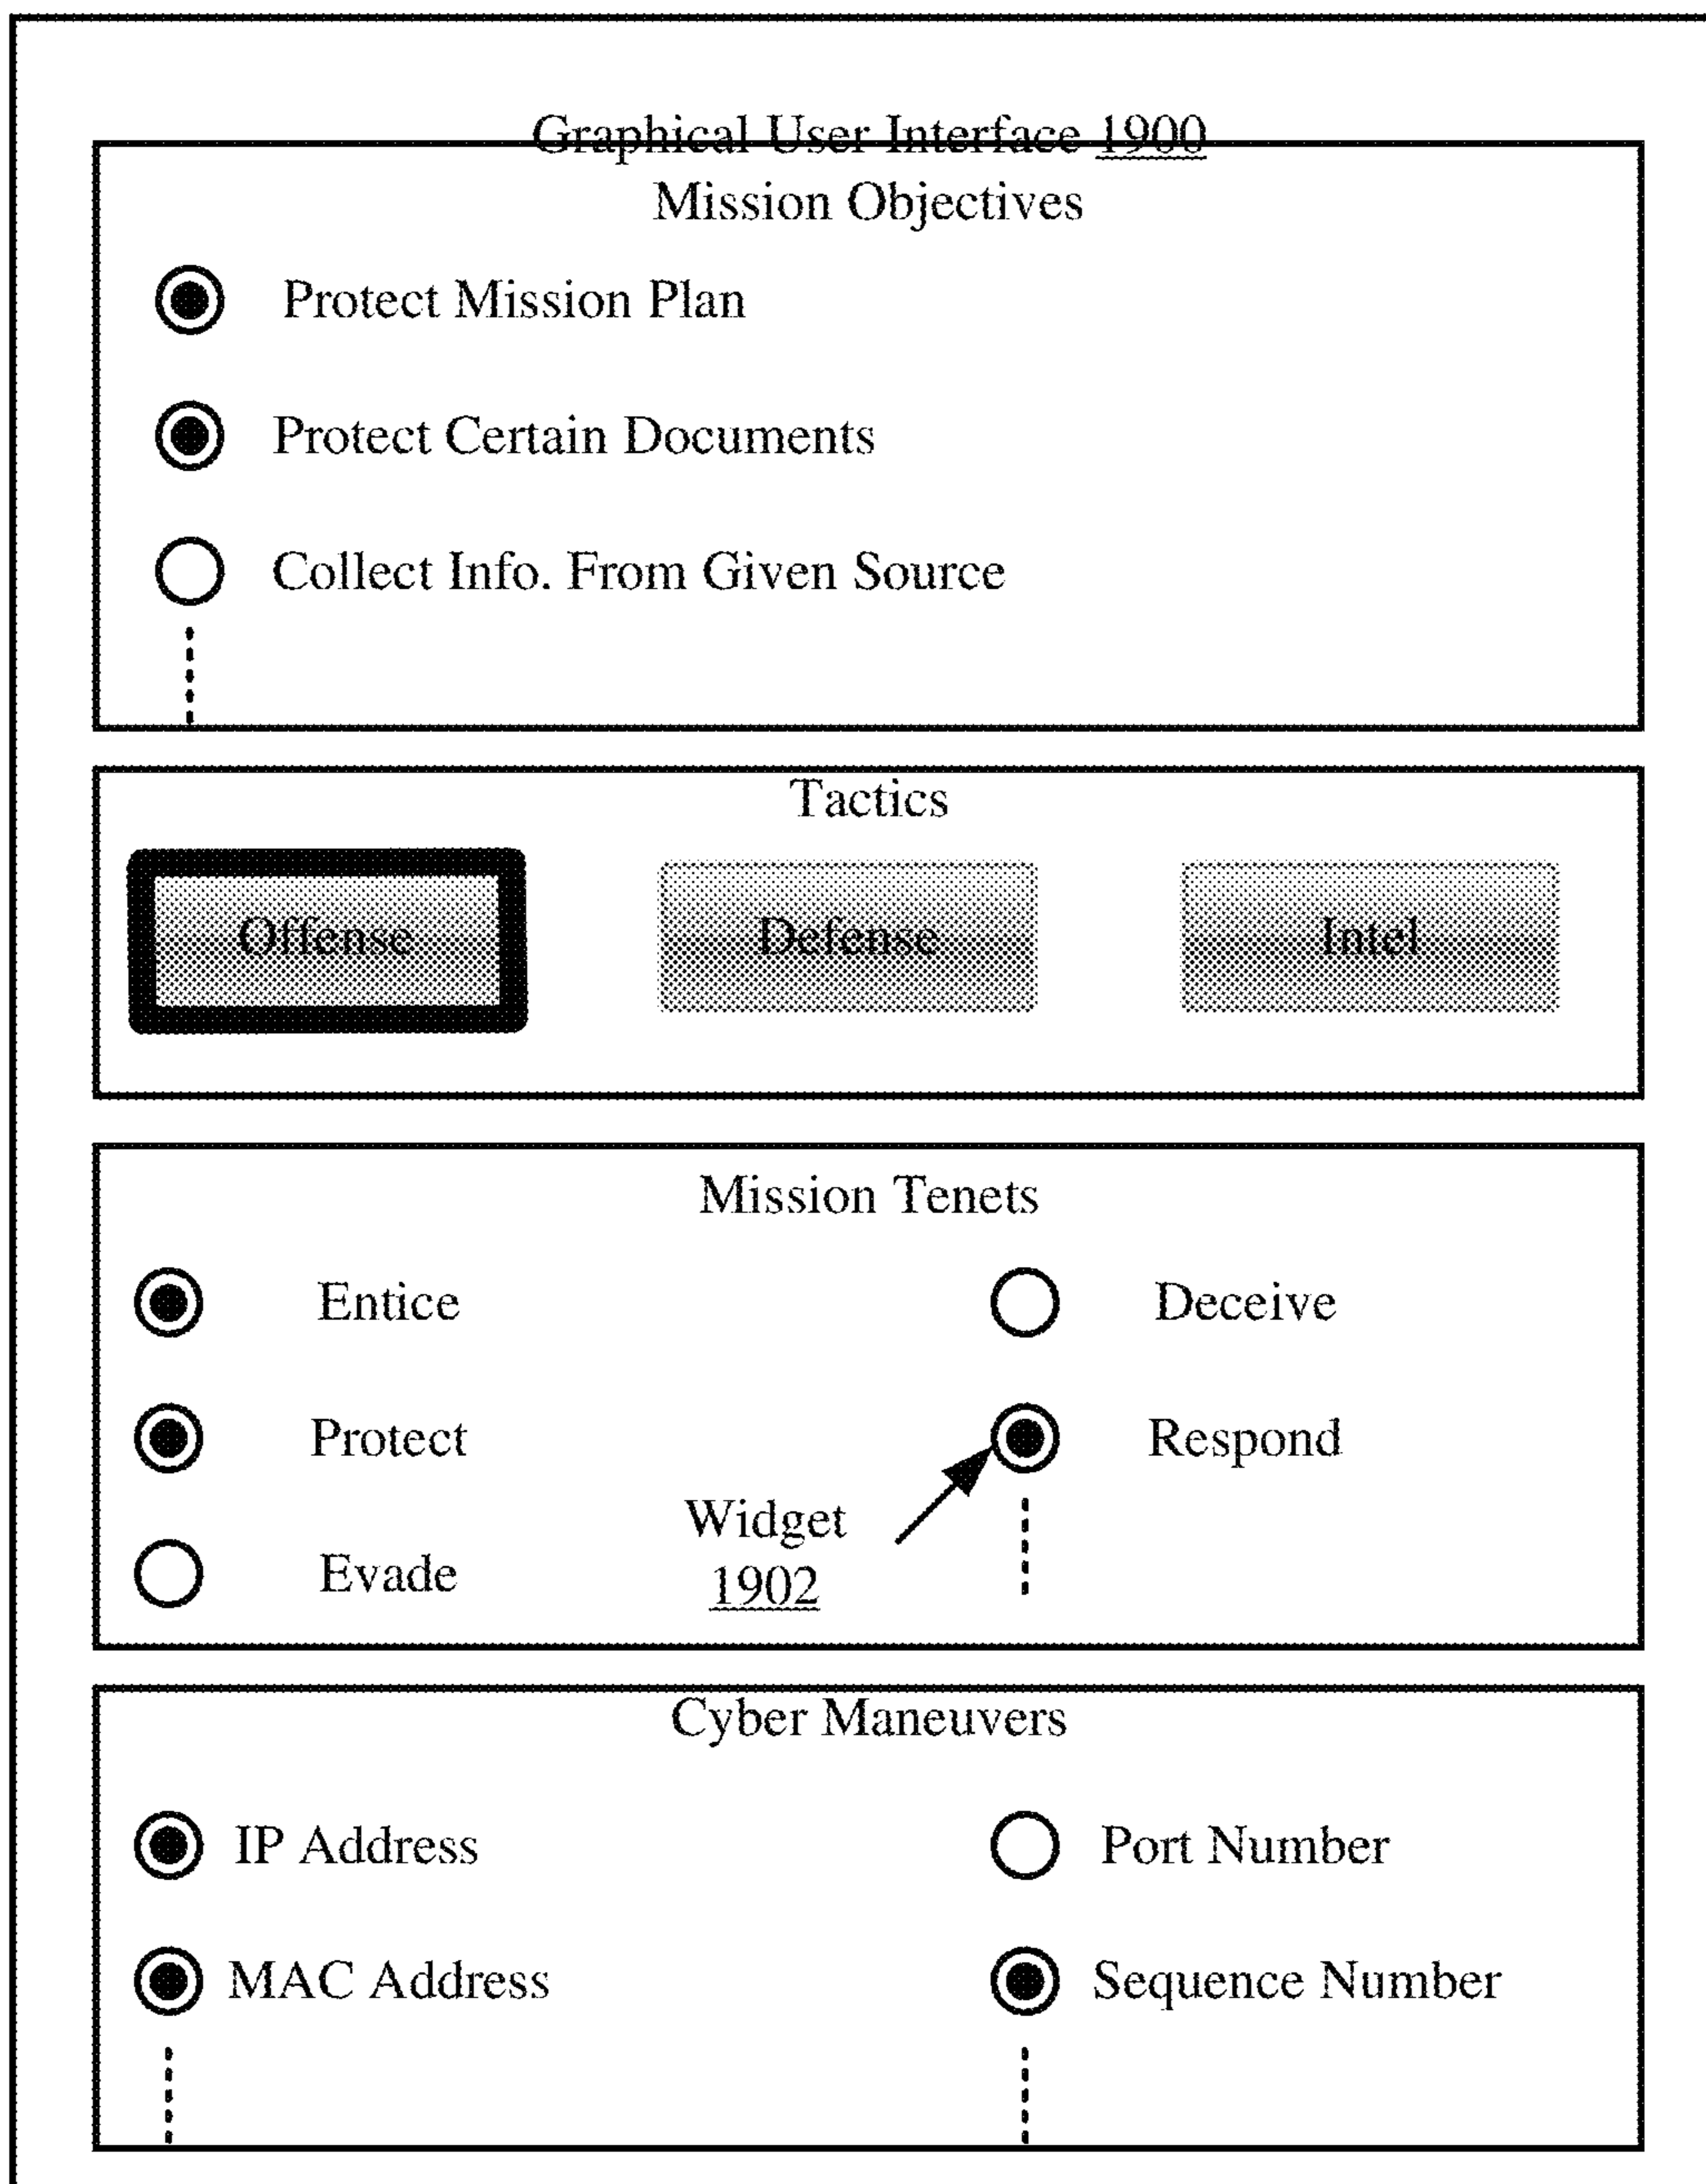 Graphical User Interface 1900
Mission Objectives
Protect Mission Plan
Protect Certain Documents
Collect Info. From Given Source
Tactics
Offense Defense Intel
Mission Tenets
Entice Deceive
Protect Respond
Widget
1902
Evade
Cyber Maneuvers
IP Address Port Number
MAC Address Sequence Number